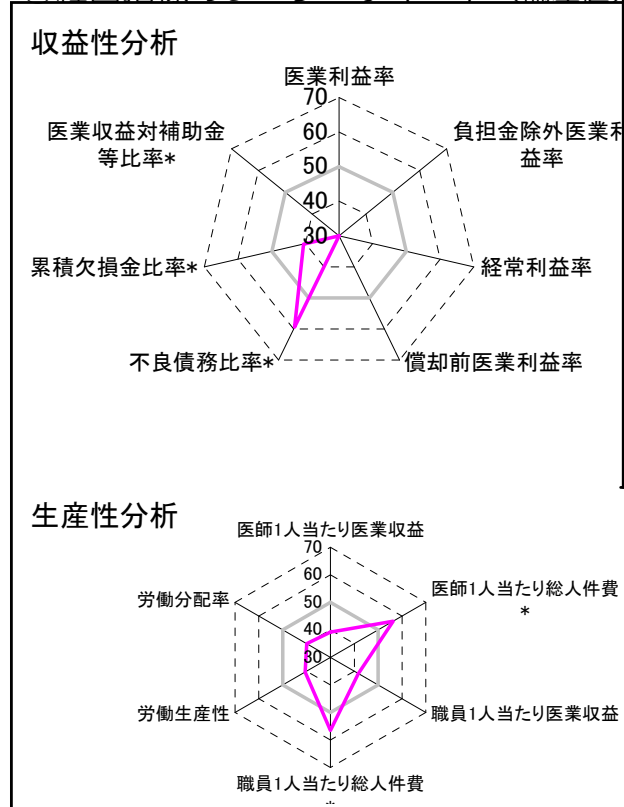 収益性分析
医業利益率
70
60
50
40
30
負担金除外医業利
益率
経常利益率
償却前医業利益率
不良債務比率*
累積欠損金比率*
医業収益対補助金
等比率*
生産性分析
医師1人当たり医業収益
70
60
50
40
30
医師1人当たり総人件費
*
職員1人当たり医業収益
職員1人当たり総人件費
*
労働生産性
労働分配率